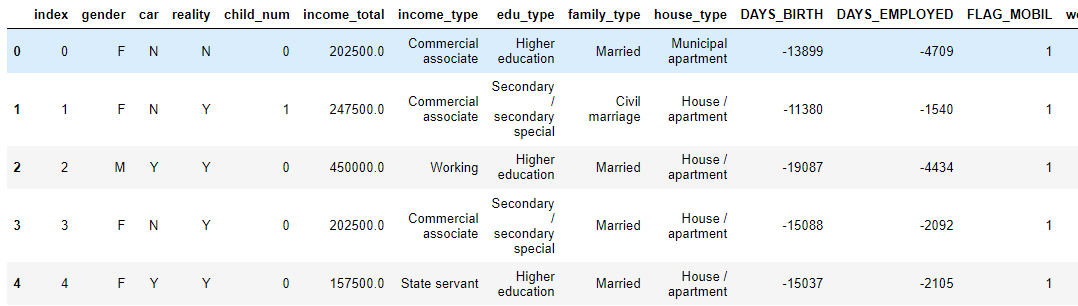 index gender car reality child_num income_total income_type edu_type family_type house_type DAYS_BIRTH DAYS_EMPLOYED FLAG_MOBIL
0 0 F N N 0 202500.0 Commercial associate Higher education Married Municipal apartment -13899 -4709 1
1 1 F N Y 1 247500.0 Commercial associate Secondary / secondary special Civil marriage House / apartment -11380 -1540 1
2 2 M Y Y 0 450000.0 Working Higher education Married House / apartment -19087 -4434 1
3 3 F N Y 0 202500.0 Commercial associate Secondary / secondary special Married House / apartment -15088 -2092 1
4 4 F Y Y 0 157500.0 State servant Higher education Married House / apartment -15037 -2105 1